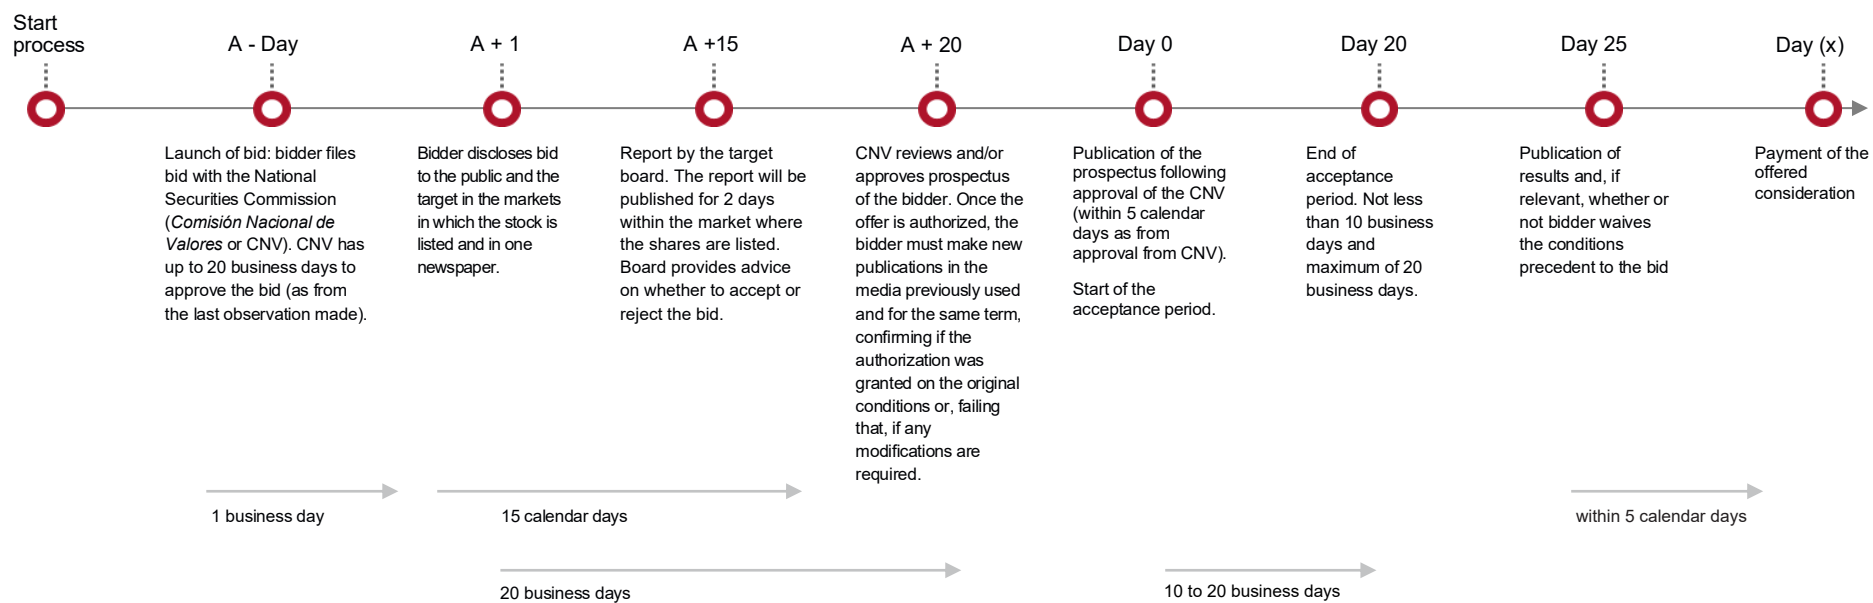 Start
process
A - Day
A + 1
A +15
A + 20
Day 0
Day 20
Day 25
Day (x)
Launch of bid: bidder files
bid with the National
Securities Commission
(Comisión Nacional de
Valores or CNV). CNV has
up to 20 business days to
approve the bid (as from
the last observation made).
Bidder discloses bid
to the public and the
target in the markets
in which the stock is
listed and in one
newspaper.
Report by the target
board. The report will be
published for 2 days
within the market where
the shares are listed.
Board provides advice
on whether to accept or
reject the bid.
CNV reviews and/or
approves prospectus
of the bidder. Once the
offer is authorized, the
bidder must make new
publications in the
media previously used
and for the same term,
confirming if the
authorization was
granted on the original
conditions or, failing
that, if any
modifications are
required.
Publication of the
prospectus following
approval of the CNV
(within 5 calendar
days as from
approval from CNV).
Start of the
acceptance period.
End of
acceptance
period. Not less
than 10 business
days and
maximum of 20
business days.
Publication of
results and, if
relevant, whether or
not bidder waives
the conditions
precedent to the bid
Payment of the
offered
consideration
1 business day
15 calendar days
within 5 calendar days
20 business days
10 to 20 business days